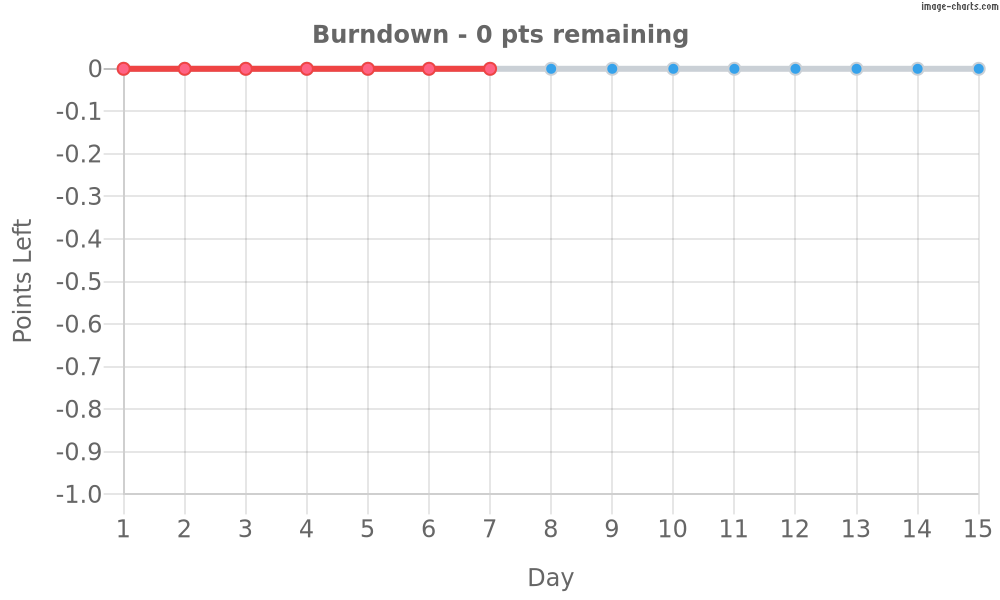 image-charts.com
Burndown - 0 pts remaining
0
-0.1
-0.2
-0.3
-0.4
-0.5
-0.6
-0.7
-0.8
-0.9
-1.0
Points Left
1 2 3 4 5 6 7 8 9 10 11 12 13 14 15
Day